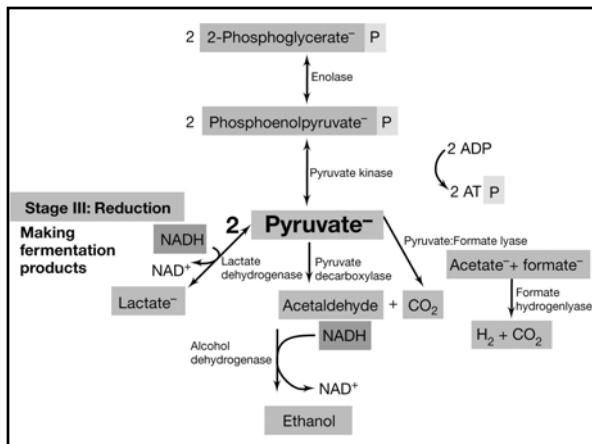 2 2-Phosphoglycerate⁻ P
Enolase
2 Phosphoenolpyruvate⁻ P
Pyruvate kinase
2 ADP
2 AT P
Stage III: Reduction
Making
fermentation
products
2 Pyruvate⁻
NADH
NAD⁺
Lactate
dehydrogenase
Lactate⁻
Pyruvate
decarboxylase
Acetaldehyde + CO₂
Pyruvate:Formate lyase
Acetate⁻ + formate⁻
Formate
hydrogenlyase
H₂ + CO₂
Alcohol
dehydrogenase
NADH
NAD⁺
Ethanol